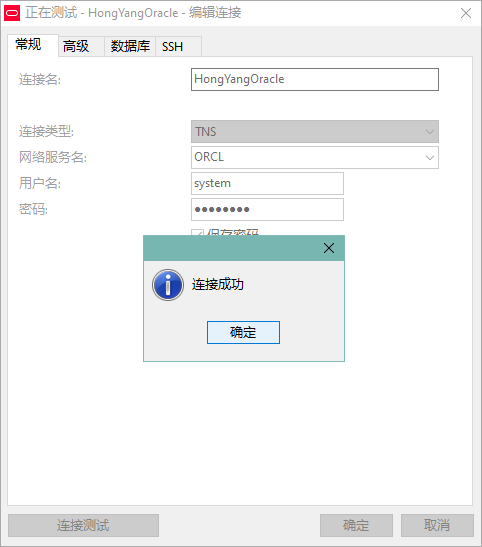 正在测试 - HongYangOracle - 编辑连接
常规 高级 数据库 SSH
连接名: HongYangOracle
连接类型: TNS
网络服务名: ORCL
用户名: system
密码: ●●●●●●●●
保存密码
连接成功
确定
连接测试 确定 取消